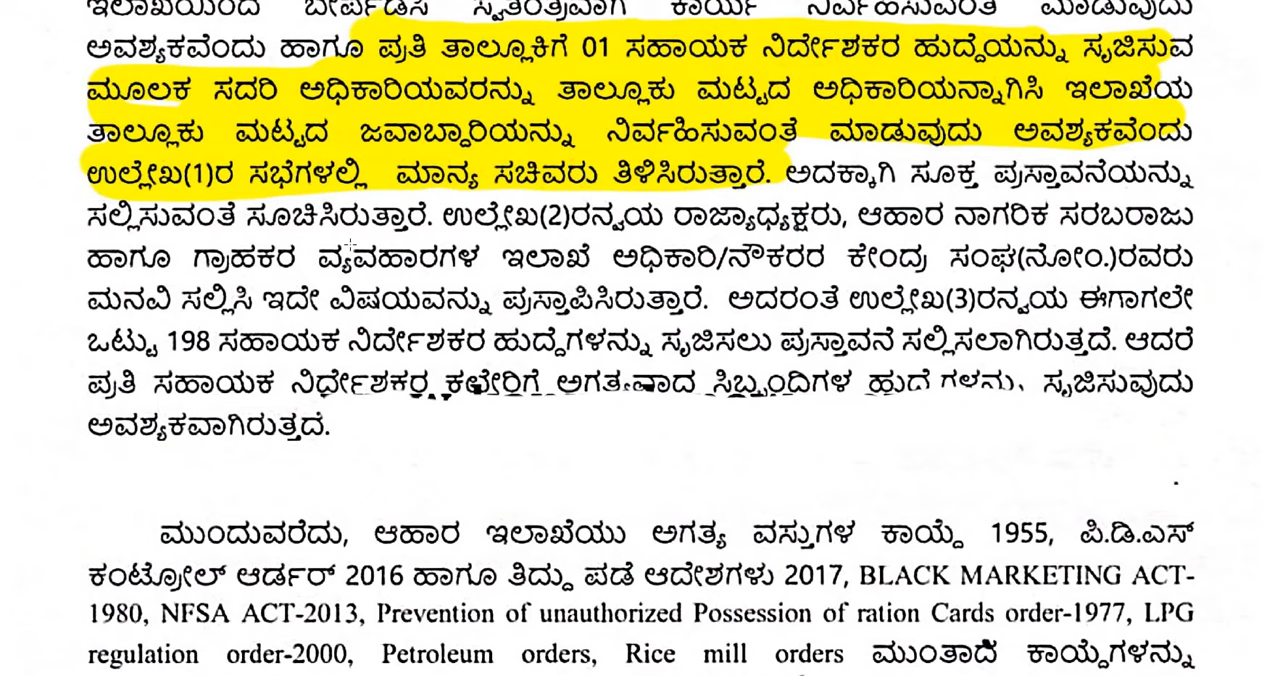 ಇಲಾಖೆಯಿಂದ ಬೇರ್ಪಡಿಸಿ ಸ್ವತಂತ್ರವಾಗಿ ಕಾರ್ಯ ನಿರ್ವಹಿಸುವಂತೆ ಮಾಡುವುದು
ಅವಶ್ಯಕವೆಂದು ಹಾಗೂ ಪ್ರತಿ ತಾಲ್ಲೂಕಿಗೆ 01 ಸಹಾಯಕ ನಿರ್ದೇಶಕರ ಹುದ್ದೆಯನ್ನು ಸೃಜಿಸುವ
ಮೂಲಕ ಸದರಿ ಅಧಿಕಾರಿಯವರನ್ನು ತಾಲ್ಲೂಕು ಮಟ್ಟದ ಅಧಿಕಾರಿಯನ್ನಾಗಿಸಿ ಇಲಾಖೆಯ
ತಾಲ್ಲೂಕು ಮಟ್ಟದ ಜವಾಬ್ದಾರಿಯನ್ನು ನಿರ್ವಹಿಸುವಂತೆ ಮಾಡುವುದು ಅವಶ್ಯಕವೆಂದು
ಉಲ್ಲೇಖ(1)ರ ಸಭೆಗಳಲ್ಲಿ ಮಾನ್ಯ ಸಚಿವರು ತಿಳಿಸಿರುತ್ತಾರೆ. ಅದಕ್ಕಾಗಿ ಸೂಕ್ತ ಪ್ರಸ್ತಾವನೆಯನ್ನು
ಸಲ್ಲಿಸುವಂತೆ ಸೂಚಿಸಿರುತ್ತಾರೆ. ಉಲ್ಲೇಖ(2)ರನ್ವಯ ರಾಜ್ಯಾಧ್ಯಕ್ಷರು, ಆಹಾರ ನಾಗರಿಕ ಸರಬರಾಜು
ಹಾಗೂ ಗ್ರಾಹಕರ ವ್ಯವಹಾರಗಳ ಇಲಾಖೆ ಅಧಿಕಾರಿ/ನೌಕರರ ಕೇಂದ್ರ ಸಂಘ(ನೋಂ.)ರವರು
ಮನವಿ ಸಲ್ಲಿಸಿ ಇದೇ ವಿಷಯವನ್ನು ಪ್ರಸ್ತಾಪಿಸಿರುತ್ತಾರೆ. ಅದರಂತೆ ಉಲ್ಲೇಖ(3)ರನ್ವಯ ಈಗಾಗಲೇ
ಒಟ್ಟು 198 ಸಹಾಯಕ ನಿರ್ದೇಶಕರ ಹುದ್ದೆಗಳನ್ನು ಸೃಜಿಸಲು ಪ್ರಸ್ತಾವನೆ ಸಲ್ಲಿಸಲಾಗಿರುತ್ತದೆ. ಆದರೆ
ಪ್ರತಿ ಸಹಾಯಕ ನಿರ್ಧೇಶಕರ ಕಛೇರಿಗೆ ಅಗತ್ಯವಾದ ಸಿಬ್ಬಂದಿಗಳ ಹುದ್ದೆಗಳನ್ನು ಸೃಜಿಸುವುದು
ಅವಶ್ಯಕವಾಗಿರುತ್ತದೆ.
ಮುಂದುವರೆದು, ಆಹಾರ ಇಲಾಖೆಯು ಅಗತ್ಯ ವಸ್ತುಗಳ ಕಾಯ್ದೆ 1955, ಪಿ.ಡಿ.ಎಸ್
ಕಂಟ್ರೋಲ್ ಆರ್ಡರ್ 2016 ಹಾಗೂ ತಿದ್ದುಪಡೆ ಆದೇಶಗಳು 2017, BLACK MARKETING ACT-
1980, NFSA ACT-2013, Prevention of unauthorized Possession of ration Cards order-1977, LPG
regulation order-2000, Petroleum orders, Rice mill orders ಮುಂತಾದ ಕಾಯ್ದೆಗಳನ್ನು